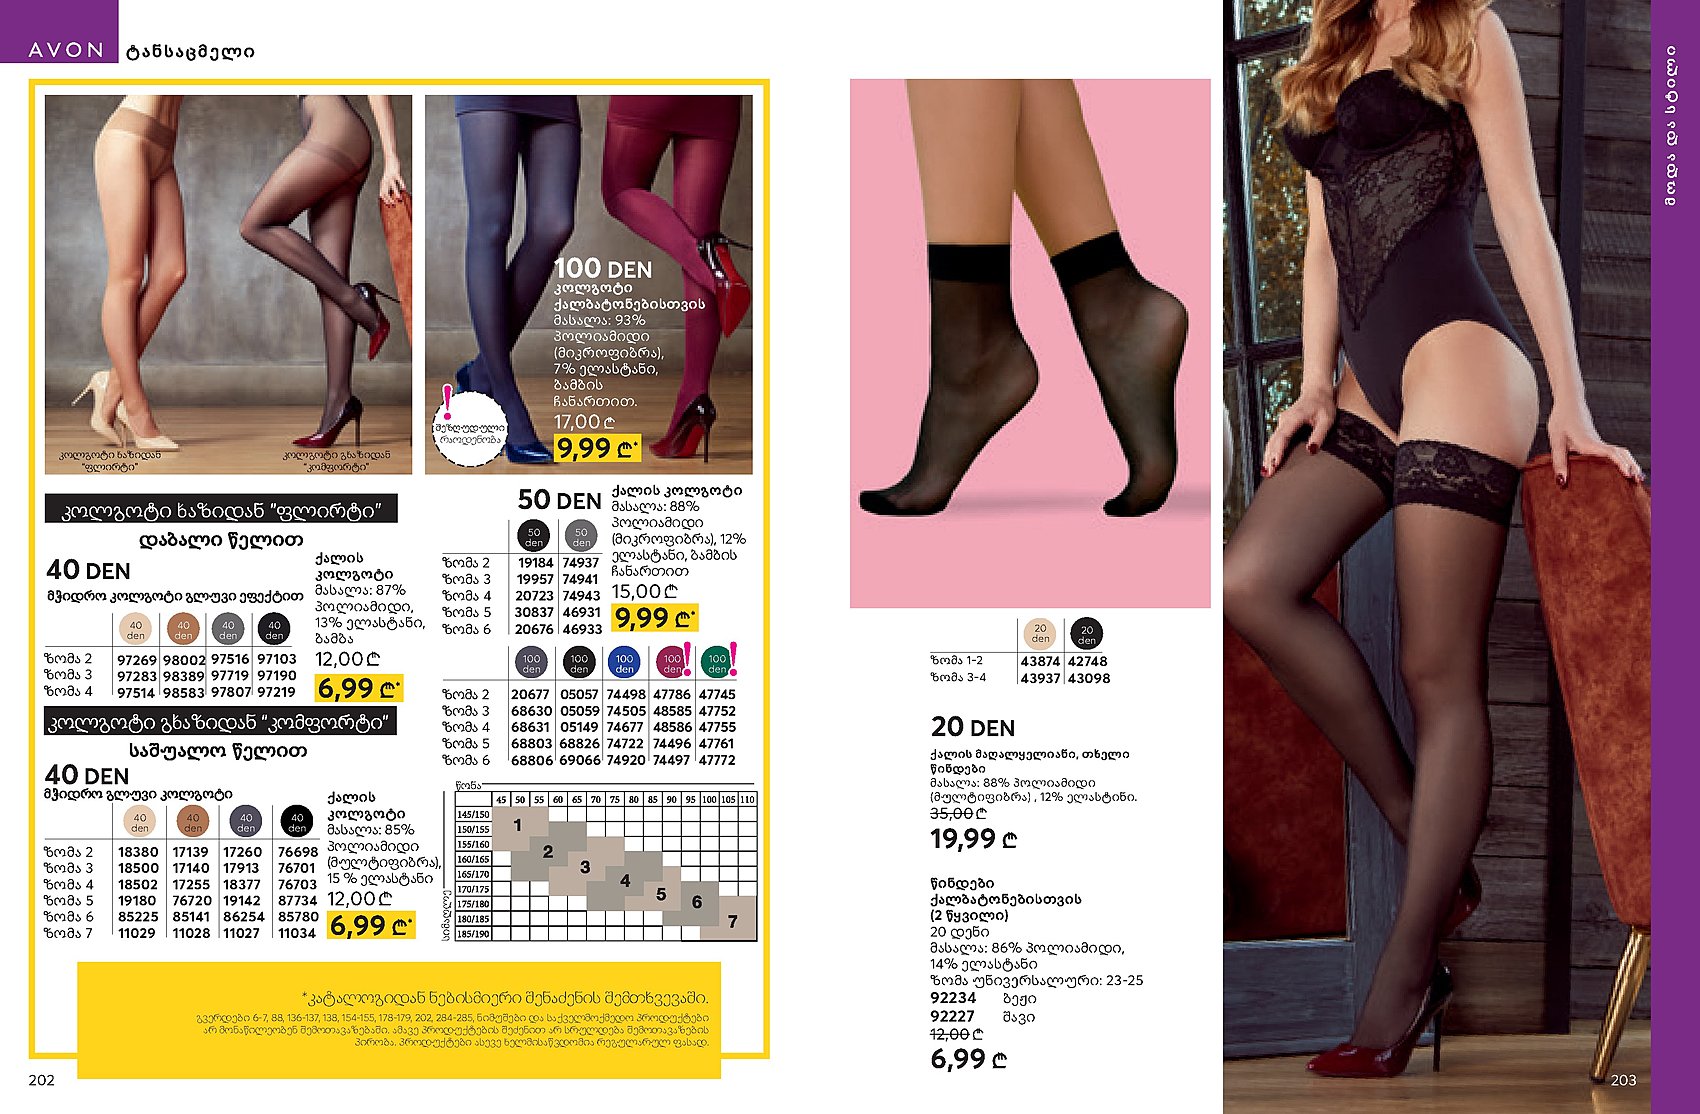 AVON ტანსაცმელი
კოლგოტი ხაზიდან
"ფლირტი"
კოლგოტი გხაზიდან
"კომფორტი"
100 DEN
კოლგოტი
ქალბატონებისთვის
მასალა: 93%
პოლიამიდი
(მიკროფიბრა),
7% ელასტანი,
ბამბის
ჩანართით.
17,00 ₾
9,99 ₾*
!
შეზღუდული
რაოდენობა
კოლგოტი ხაზიდან "ფლირტი"
დაბალი წელით
40 DEN
მჭიდრო კოლგოტი გლუვი ეფექტით
40 den 40 den 40 den 40 den
ზომა 2 97269 98002 97516 97103
ზომა 3 97283 98389 97719 97190
ზომა 4 97514 98583 97807 97219
ქალის
კოლგოტი
მასალა: 87%
პოლიამიდი,
13% ელასტანი,
ბამბა
12,00 ₾
6,99 ₾*
კოლგოტი გხაზიდან "კომფორტი"
საშუალო წელით
40 DEN
მჭიდრო გლუვი კოლგოტი
40 den 40 den 40 den 40 den
ზომა 2 18380 17139 17260 76698
ზომა 3 18500 17140 17913 76701
ზომა 4 18502 17255 18377 76703
ზომა 5 19180 76720 19142 87734
ზომა 6 85225 85141 86254 85780
ზომა 7 11029 11028 11027 11034
ქალის
კოლგოტი
მასალა: 85%
პოლიამიდი
(მულტიფიბრა),
15 % ელასტანი
12,00 ₾
6,99 ₾*
50 DEN
50 den 50 den
ზომა 2 19184 74937
ზომა 3 19957 74941
ზომა 4 20723 74943
ზომა 5 30837 46931
ზომა 6 20676 46933
ქალის კოლგოტი
მასალა: 88%
პოლიამიდი
(მიკროფიბრა), 12%
ელასტანი, ბამბის
ჩანართით
15,00 ₾
9,99 ₾*
100 den 100 den 100 den 100 den ! 100 den !
ზომა 2 20677 05057 74498 47786 47745
ზომა 3 68630 05059 74505 48585 47752
ზომა 4 68631 05149 74677 48586 47755
ზომა 5 68803 68826 74722 74496 47761
ზომა 6 68806 69066 74920 74497 47772
წონა
45 50 55 60 65 70 75 80 85 90 95 100 105 110
სიმაღლე
145/150
150/155
155/160
160/165
165/170
170/175
175/180
180/185
185/190
1
2
3
4
5
6
7
*კატალოგიდან ნებისმიერი შენაძენის შემთხვევაში.
გვერდები 6-7, 88, 136-137, 138, 154-155, 178-179, 202, 284-285, ნიმუშები და საქველმოქმედო პროდუქტები
არ მონაწილეობენ შემოთავაზებაში. ამავე პროდუქტების შეძენით არ სრულდება შემოთავაზების
პირობა. პროდუქტები ასევე ხელმისაწვდომია რეგულარულ ფასად.
202
20 den 20 den
ზომა 1-2 43874 42748
ზომა 3-4 43937 43098
20 DEN
ქალის მაღალყელიანი, თხელი
წინდები
მასალა: 88% პოლიამიდი
(მულტიფიბრა) , 12% ელასტინი.
35,00 ₾
19,99 ₾
წინდები
ქალბატონებისთვის
(2 წყვილი)
20 დენი
მასალა: 86% პოლიამიდი,
14% ელასტანი
ზომა უნივერსალური: 23-25
92234 ბეჟი
92227 შავი
12,00 ₾
6,99 ₾
მოდა და სტილი
203